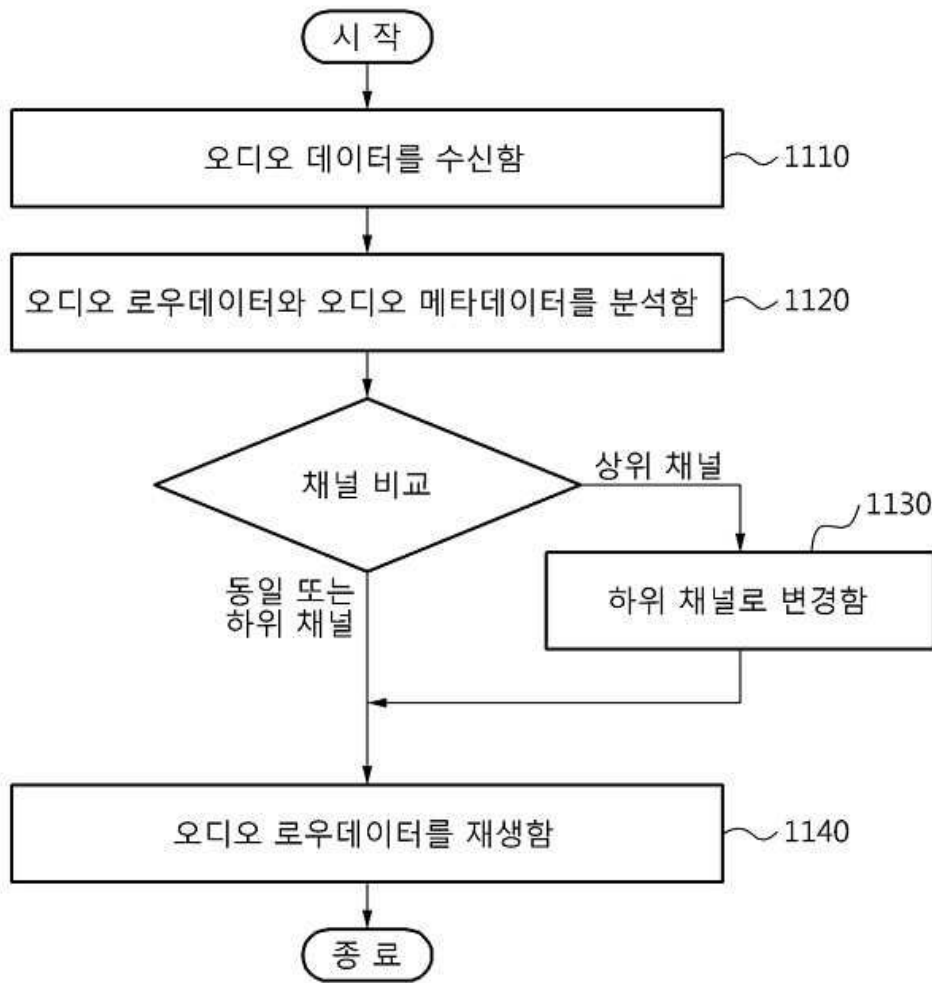 시 작
오디오 데이터를 수신함
1110
오디오 로우데이터와 오디오 메타데이터를 분석함
1120
채널 비교
상위 채널
1130
하위 채널로 변경함
동일 또는
하위 채널
오디오 로우데이터를 재생함
1140
종 료